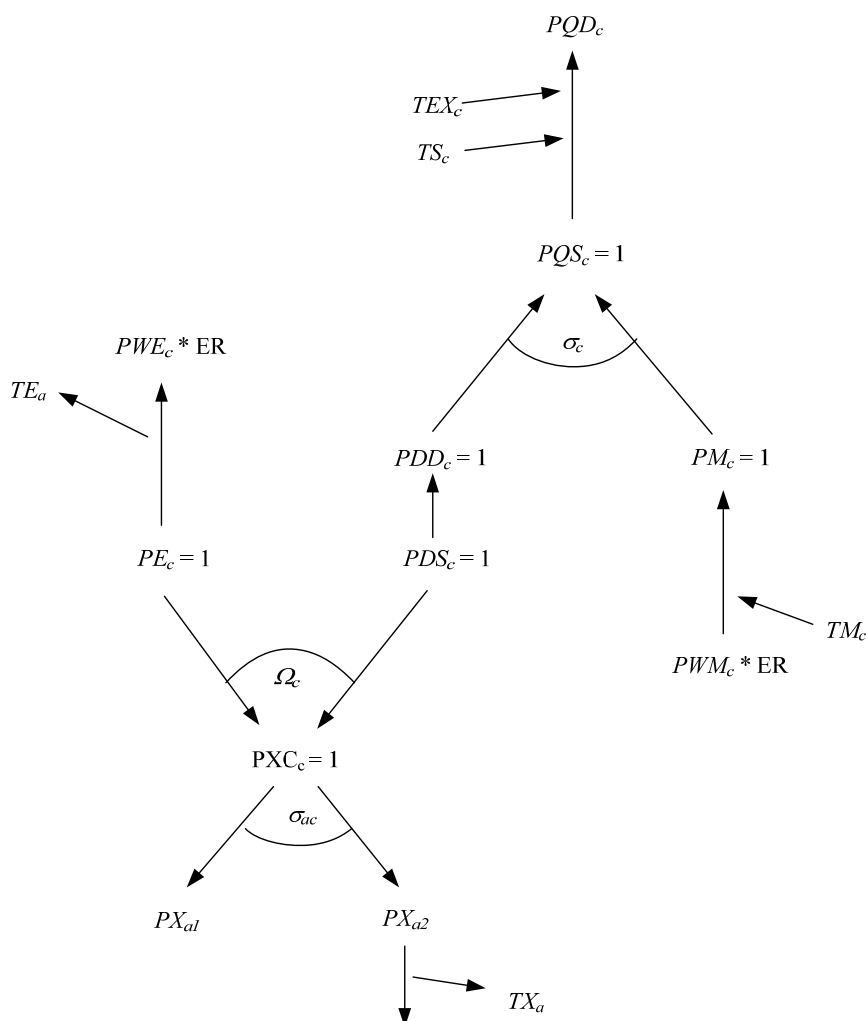 PQD_c
TEX_c
TS_c
PQS_c = 1
σ_c
PWE_c * ER
TE_a
PDD_c = 1
PM_c = 1
PE_c = 1
PDS_c = 1
TM_c
PWM_c * ER
Ω_c
PXC_c = 1
σ_ac
PX_a1
PX_a2
TX_a